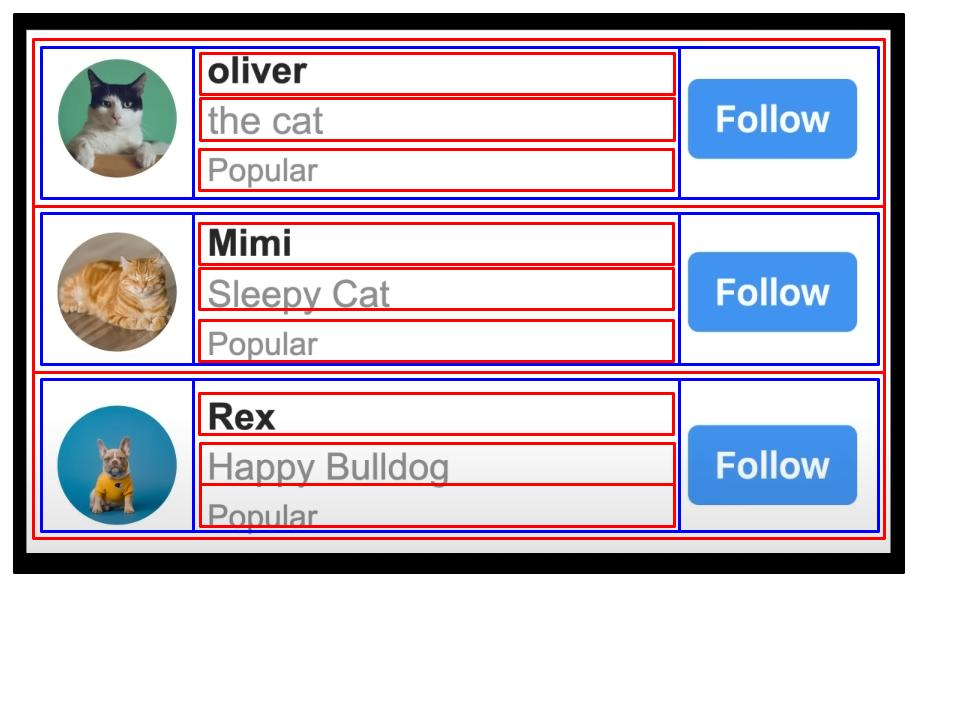 oliver
the cat
Popular
Follow
Mimi
Sleepy Cat
Popular
Follow
Rex
Happy Bulldog
Popular
Follow